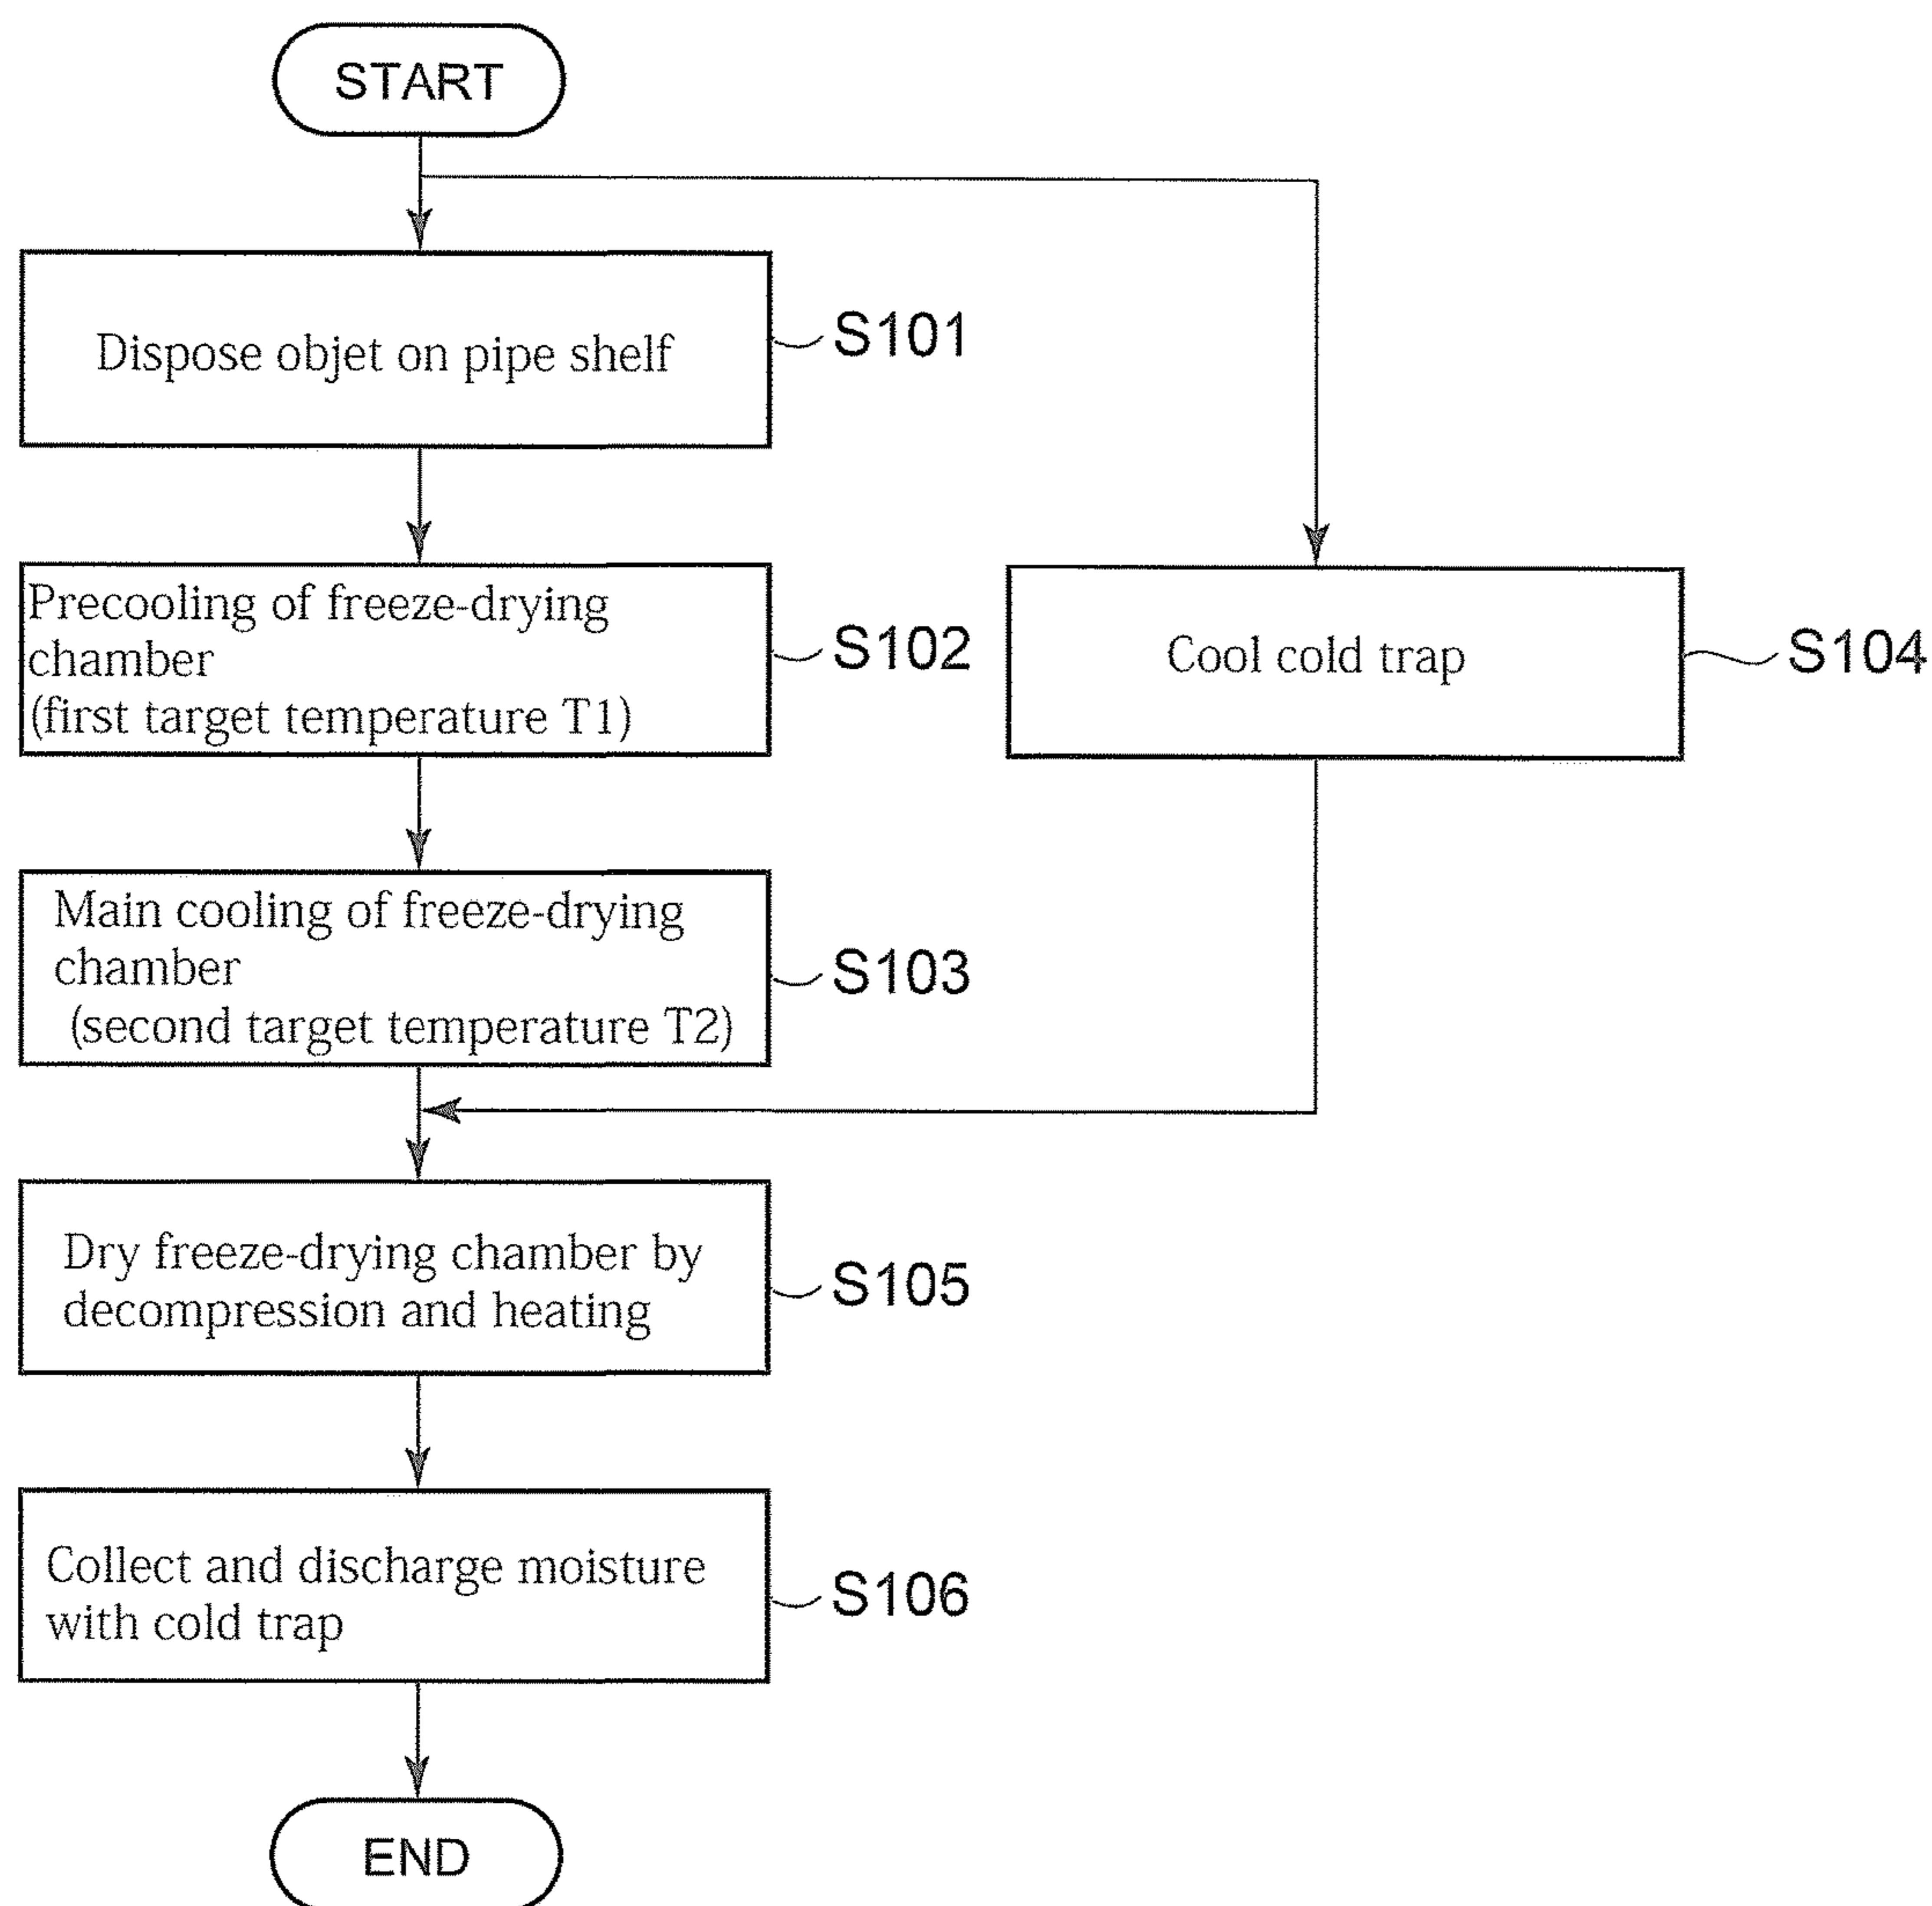 START
Dispose objet on pipe shelf
S101
Precooling of freeze-drying
chamber
(first target temperature T1)
S102
Cool cold trap
S104
Main cooling of freeze-drying
chamber
(second target temperature T2)
S103
Dry freeze-drying chamber by
decompression and heating
S105
Collect and discharge moisture
with cold trap
S106
END